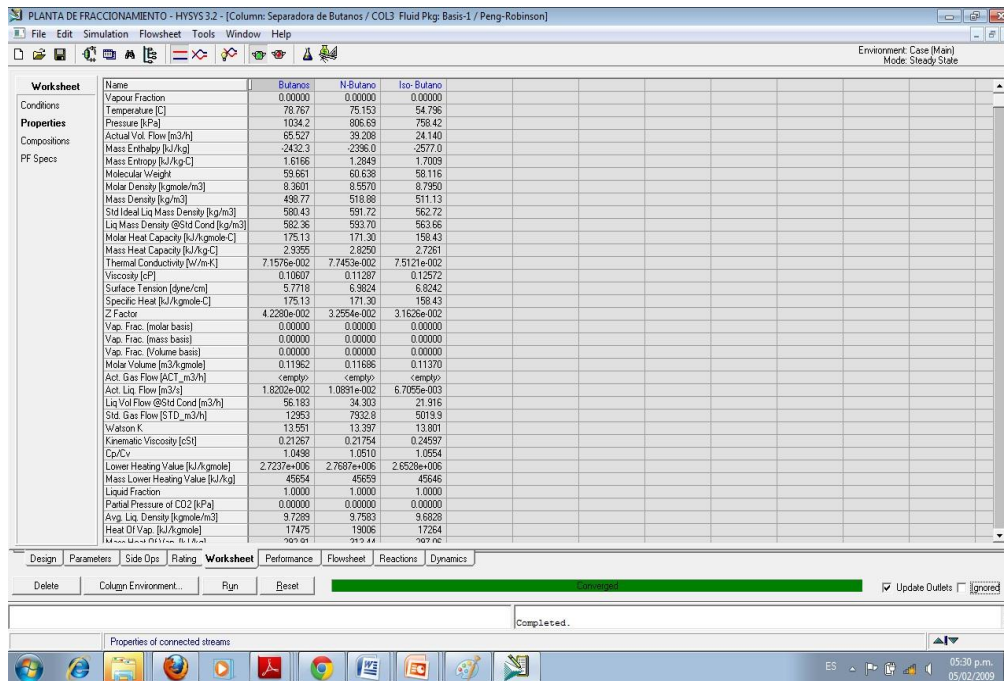 PLANTA DE FRACCIONAMIENTO - HYSYS 3.2 - [Column: Separadora de Butanos / COL3 Fluid Pkg: Basis-1 / Peng-Robinson]
File Edit Simulation Flowsheet Tools Window Help
Environment: Case (Main)
Mode: Steady State
Worksheet
Conditions
Properties
Compositions
PF Specs
Name Butanos N-Butano Iso-Butano
Vapour Fraction 0.00000 0.00000 0.00000
Temperature [C] 78.767 75.153 54.796
Pressure [kPa] 1034.2 806.69 758.42
Actual Vol. Flow [m3/h] 65.527 39.208 24.140
Mass Enthalpy [kJ/kg] -2432.3 -2396.0 -2577.0
Mass Entropy [kJ/kg-C] 1.6166 1.2849 1.7009
Molecular Weight 59.661 60.638 58.116
Molar Density [kgmole/m3] 8.3601 8.5570 8.7950
Mass Density [kg/m3] 498.77 518.88 511.13
Std Ideal Liq Mass Density [kg/m3] 580.43 591.72 562.72
Liq Mass Density @Std Cond [kg/m3] 582.36 593.70 563.66
Molar Heat Capacity [kJ/kgmole-C] 175.13 171.30 158.43
Mass Heat Capacity [kJ/kg-C] 2.9355 2.8250 2.7261
Thermal Conductivity [W/m-K] 7.1576e-002 7.7453e-002 7.5121e-002
Viscosity [cP] 0.10607 0.11287 0.12572
Surface Tension [dyne/cm] 5.7718 6.9824 6.8242
Specific Heat [kJ/kgmole-C] 175.13 171.30 158.43
Z Factor 4.2280e-002 3.2554e-002 3.1626e-002
Vap. Frac. (molar basis) 0.00000 0.00000 0.00000
Vap. Frac. (mass basis) 0.00000 0.00000 0.00000
Vap. Frac. (Volume basis) 0.00000 0.00000 0.00000
Molar Volume [m3/kgmole] 0.11962 0.11686 0.11370
Act. Gas Flow [ACT_m3/h] <empty> <empty> <empty>
Act. Liq. Flow [m3/s] 1.8202e-002 1.0891e-002 6.7055e-003
Liq Vol Flow @Std Cond [m3/h] 56.183 34.303 21.916
Std. Gas Flow [STD_m3/h] 12953 7932.8 5019.9
Watson K 13.551 13.397 13.801
Kinematic Viscosity [cSt] 0.21267 0.21754 0.24597
Cp/Cv 1.0498 1.0510 1.0554
Lower Heating Value [kJ/kgmole] 2.7237e+006 2.7687e+006 2.6528e+006
Mass Lower Heating Value [kJ/kg] 45654 45659 45646
Liquid Fraction 1.0000 1.0000 1.0000
Partial Pressure of CO2 [kPa] 0.00000 0.00000 0.00000
Avg. Liq. Density [kgmole/m3] 9.7289 9.7583 9.6828
Heat Of Vap. [kJ/kgmole] 17475 19006 17264
Mass Heat Of Vap. [kJ/kg] 292.91 313.44 297.06
Design Parameters Side Ops Rating Worksheet Performance Flowsheet Reactions Dynamics
Delete Column Environment... Run Reset Converged Update Outlets Ignored
Completed.
Properties of connected streams
ES 05:30 p.m.
05/02/2009